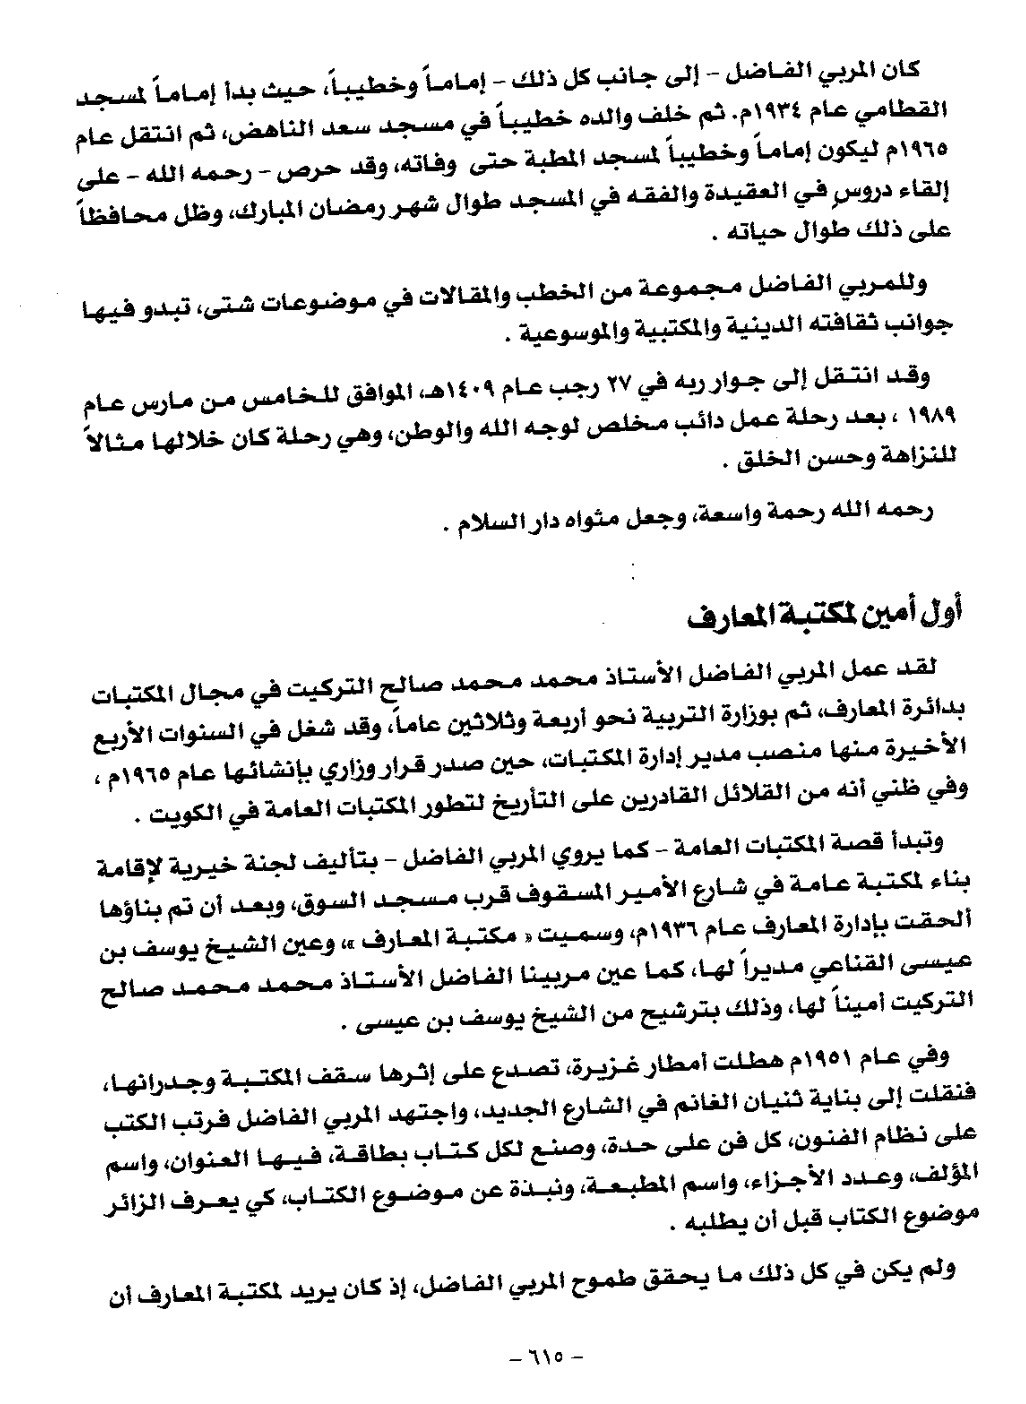 كان المربي الفاضل - إلى جانب كل ذلك - إماماً وخطيباً، حيث بدأ إماماً لمسجد
القطامي عام ١٩٣٤م. ثم خلف والده خطيباً في مسجد سعد الناهض، ثم انتقل عام
١٩٦٥م ليكون إماماً وخطيباً لمسجد المطبة حتى وفاته، وقد حرص - رحمه الله - على
إلقاء دروسٍ في العقيدة والفقه في المسجد طوال شهر رمضان المبارك، وظل محافظاً
على ذلك طوال حياته .
وللمربي الفاضل مجموعة من الخطب والمقالات في موضوعات شتى، تبدو فيها
جوانب ثقافته الدينية والمكتبية والموسوعية .
وقد انتقل إلى جوار ربه في ٢٧ رجب عام ١٤٠٩هـ، الموافق للخامس من مارس عام
١٩٨٩ ، بعد رحلة عمل دائب مخلص لوجه الله والوطن، وهي رحلة كان خلالها مثالاً
للنزاهة وحسن الخلق .
رحمه الله رحمة واسعة، وجعل مثواه دار السلام .
أول أمين لمكتبة المعارف
لقد عمل المربي الفاضل الأستاذ محمد محمد صالح التركيت في مجال المكتبات
بدائرة المعارف، ثم بوزارة التربية نحو أربعة وثلاثين عاماً، وقد شغل في السنوات الأربع
الأخيرة منها منصب مدير إدارة المكتبات، حين صدر قرار وزاري بإنشائها عام ١٩٦٥م ،
وفي ظني أنه من القلائل القادرين على التأريخ لتطور المكتبات العامة في الكويت .
وتبدأ قصة المكتبات العامة - كما يروي المربي الفاضل - بتأليف لجنة خيرية لإقامة
بناء لمكتبة عامة في شارع الأمير المسقوف قرب مسجد السوق، وبعد أن تم بناؤها
ألحقت بإدارة المعارف عام ١٩٣٦م، وسميت « مكتبة المعارف »، وعين الشيخ يوسف بن
عيسى القناعي مديراً لها، كما عين مربينا الفاضل الأستاذ محمد محمد صالح
التركيت أميناً لها، وذلك بترشيح من الشيخ يوسف بن عيسى .
وفي عام ١٩٥١م هطلت أمطار غزيرة، تصدع على إثرها سقف المكتبة وجدرانها،
فنقلت إلى بناية ثنيان الغانم في الشارع الجديد، واجتهد المربي الفاضل فرتب الكتب
على نظام الفنون، كل فن على حدة، وصنع لكل كتاب بطاقة، فيها العنوان، واسم
المؤلف، وعدد الأجزاء، واسم المطبعة، ونبذة عن موضوع الكتاب، كي يعرف الزائر
موضوع الكتاب قبل أن يطلبه .
ولم يكن في كل ذلك ما يحقق طموح المربي الفاضل، إذ كان يريد لمكتبة المعارف أن
- ٦١٥ -